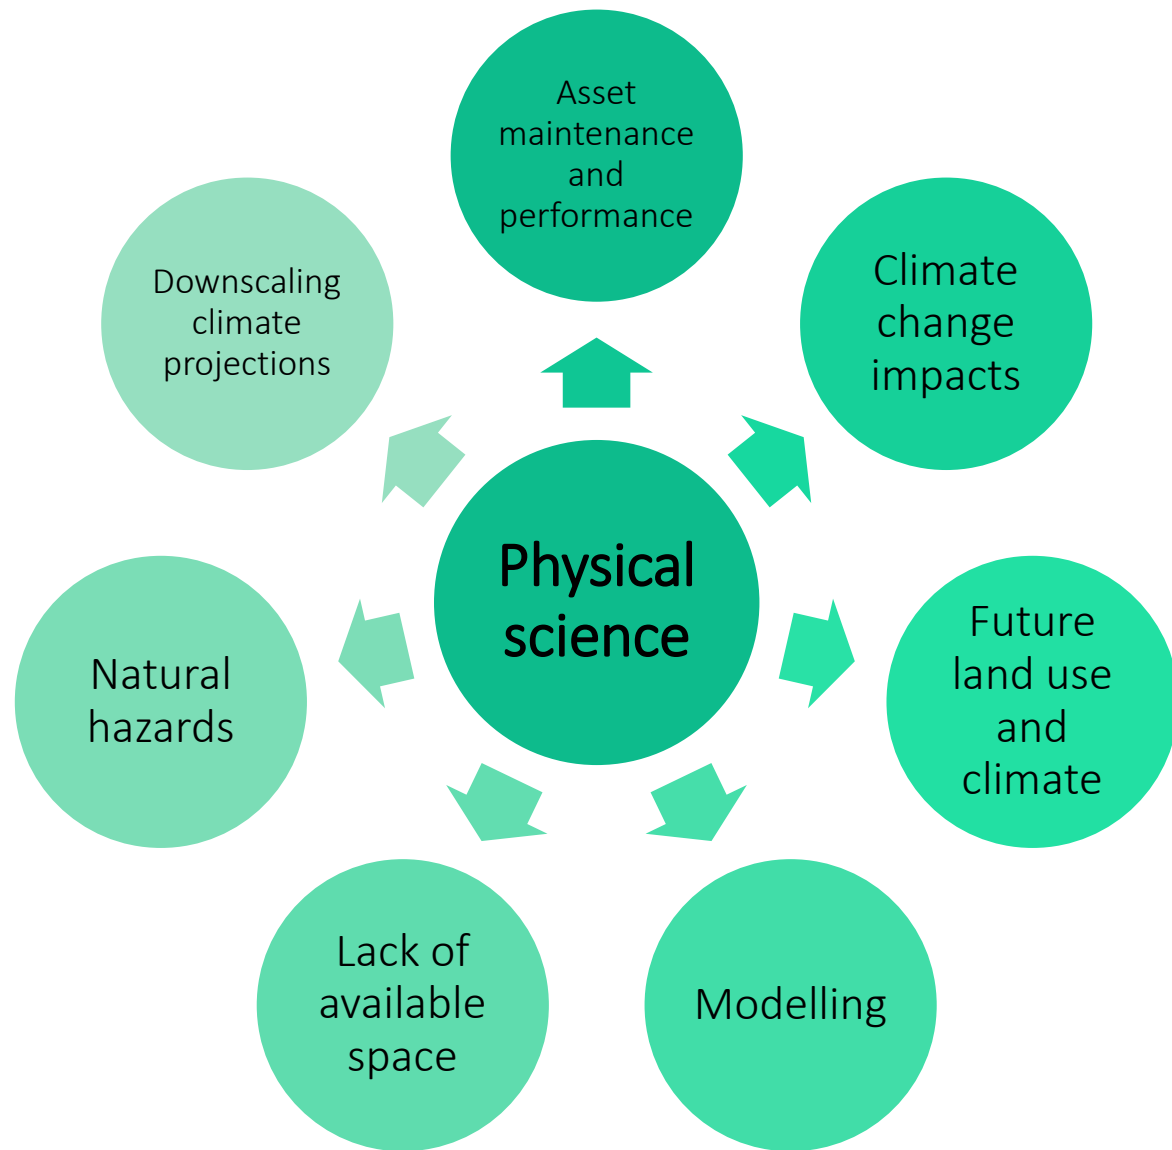 Asset
maintenance
and
performance
Climate
change
impacts
Future
land use
and
climate
Modelling
Lack of
available
space
Natural
hazards
Downscaling
climate
projections
Physical
science